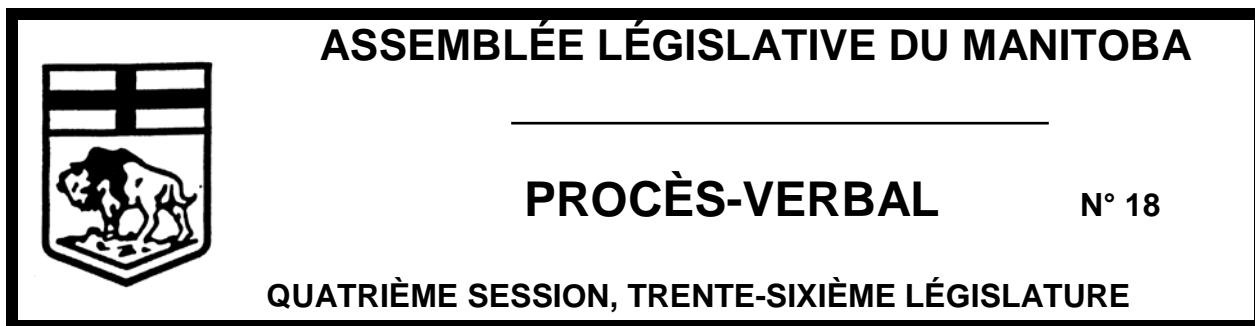 ASSEMBLÉE LÉGISLATIVE DU MANITOBA
PROCÈS-VERBAL N° 18
QUATRIÈME SESSION, TRENTE-SIXIÈME LÉGISLATURE